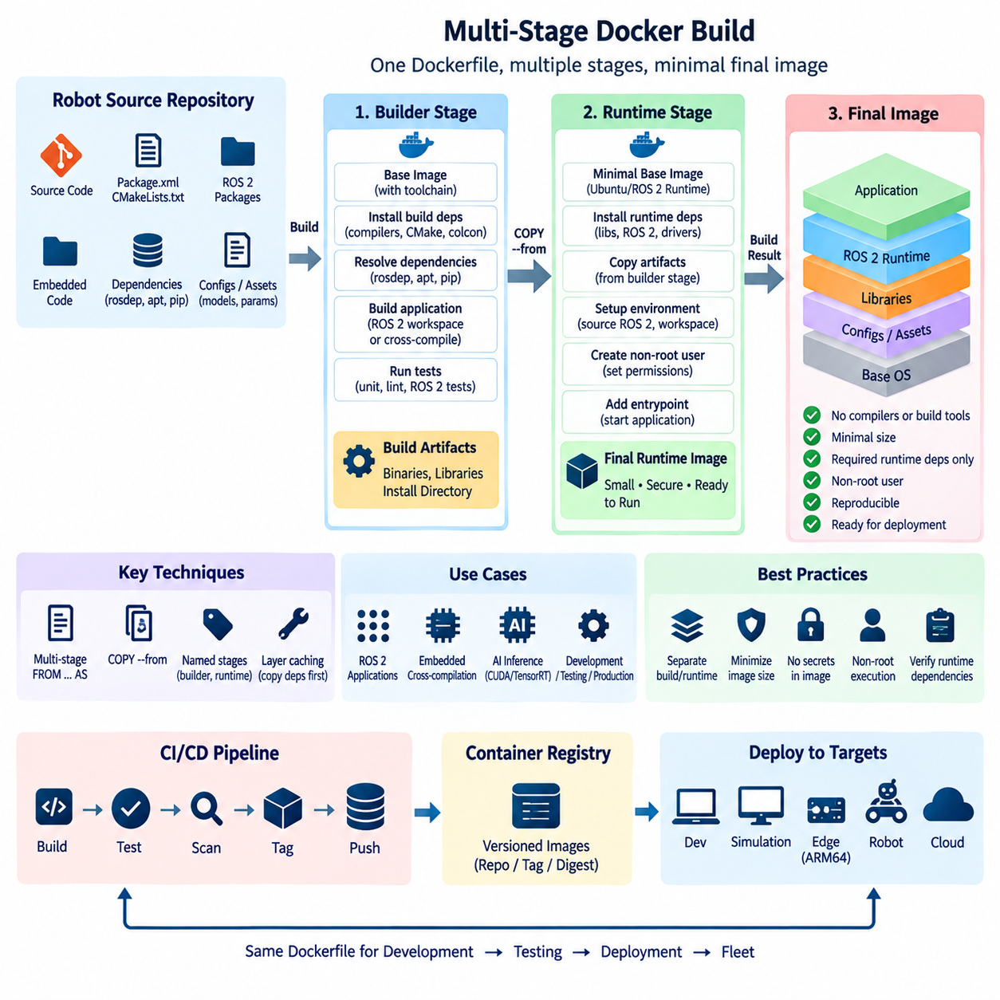 Multi-Stage Docker Build
One Dockerfile, multiple stages, minimal final image
Robot Source Repository
Source Code
Package.xml
CMakeLists.txt
ROS 2
Packages
Embedded
Code
Dependencies
(rosdep, apt, pip)
Configs / Assets
(models, params)
Build
1. Builder Stage
Base Image
(with toolchain)
Install build deps
(compilers, CMake, colcon)
Resolve dependencies
(rosdep, apt, pip)
Build application
(ROS 2 workspace
or cross-compile)
Run tests
(unit, lint, ROS 2 tests)
Build Artifacts
Binaries, Libraries
Install Directory
COPY
--from
2. Runtime Stage
Minimal Base Image
(Ubuntu/ROS 2 Runtime)
Install runtime deps
(libs, ROS 2, drivers)
Copy artifacts
(from builder stage)
Setup environment
(source ROS 2, workspace)
Create non-root user
(set permissions)
Add entrypoint
(start application)
Final Runtime Image
Small • Secure • Ready
to Run
Build
Result
3. Final Image
Application
ROS 2 Runtime
Libraries
Configs / Assets
Base OS
No compilers or build tools
Minimal size
Required runtime deps only
Non-root user
Reproducible
Ready for deployment
Key Techniques
Multi-stage
FROM ... AS
COPY --from
Named stages
(builder, runtime)
Layer caching
(copy deps first)
Use Cases
ROS 2
Applications
Embedded
Cross-compilation
AI
AI Inference
(CUDA/TensorRT)
Development
/ Testing / Production
Best Practices
Separate
build/runtime
Minimize
image size
No secrets
in image
Non-root
execution
Verify runtime
dependencies
CI/CD Pipeline
</>
Build
Test
Scan
Tag
Push
Container Registry
Versioned Images
(Repo / Tag / Digest)
Deploy to Targets
Dev
Simulation
Edge
(ARM64)
Robot
Cloud
Same Dockerfile for Development → Testing → Deployment → Fleet